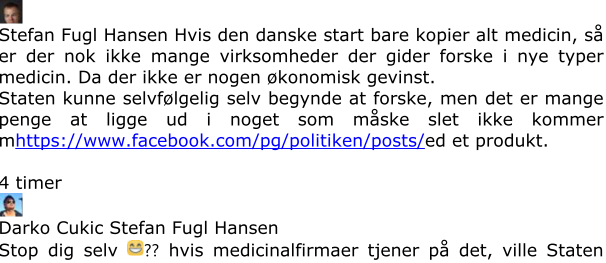 Stefan Fugl Hansen Hvis den danske start bare kopier alt medicin, så
er der nok ikke mange virksomheder der gider forske i nye typer
medicin. Da der ikke er nogen økonomisk gevinst.
Staten kunne selvfølgelig selv begynde at forske, men det er mange
penge at ligge ud i noget som måske slet ikke kommer
mhttps://www.facebook.com/pg/politiken/posts/ed et produkt.
4 timer
Darko Cukic Stefan Fugl Hansen
Stop dig selv 😁?? hvis medicinalfirmaer tjener på det, ville Staten